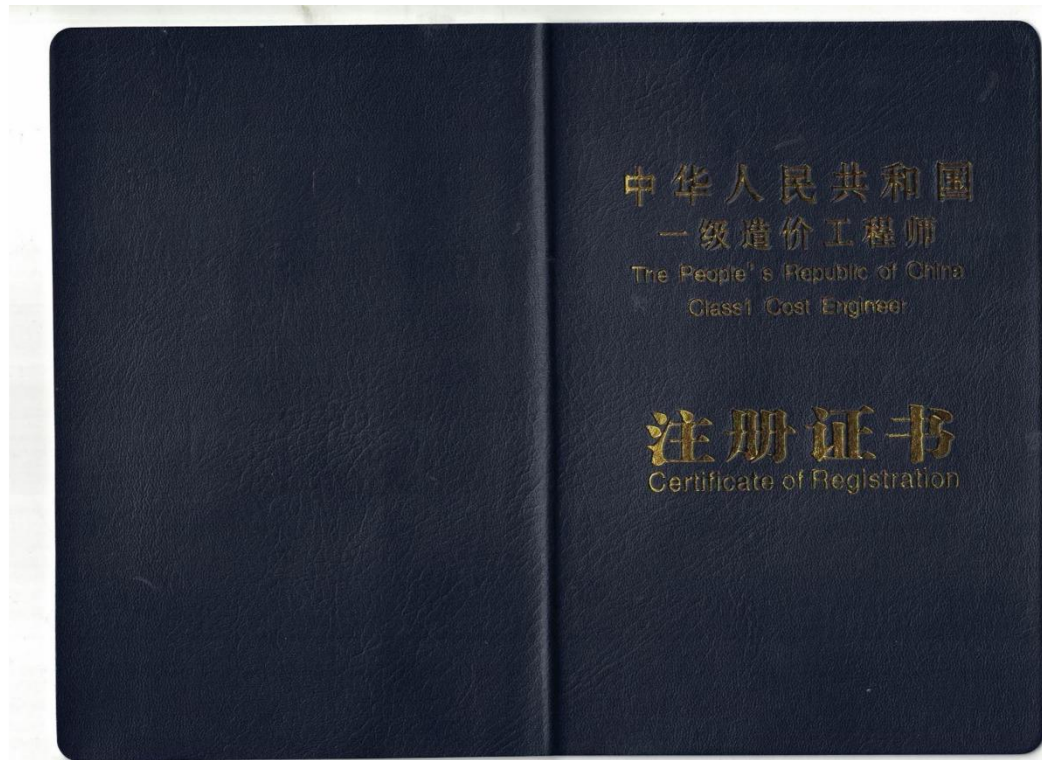 中华人民共和国
一级造价工程师
The People's Republic of China
Class1 Cost Engineer
注册证书
Certificate of Registration